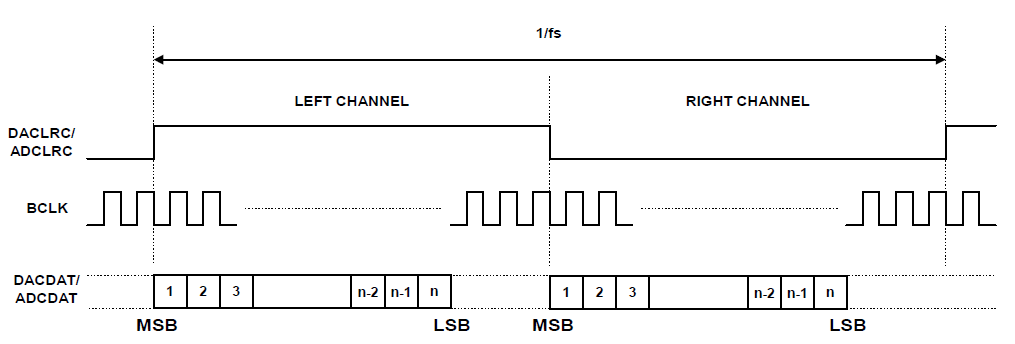 1/fs
LEFT CHANNEL
RIGHT CHANNEL
DACLRC/
ADCLRC
BCLK
DACDAT/
ADCDAT
1 2 3 n-2 n-1 n 1 2 3 n-2 n-1 n
MSB LSB MSB LSB